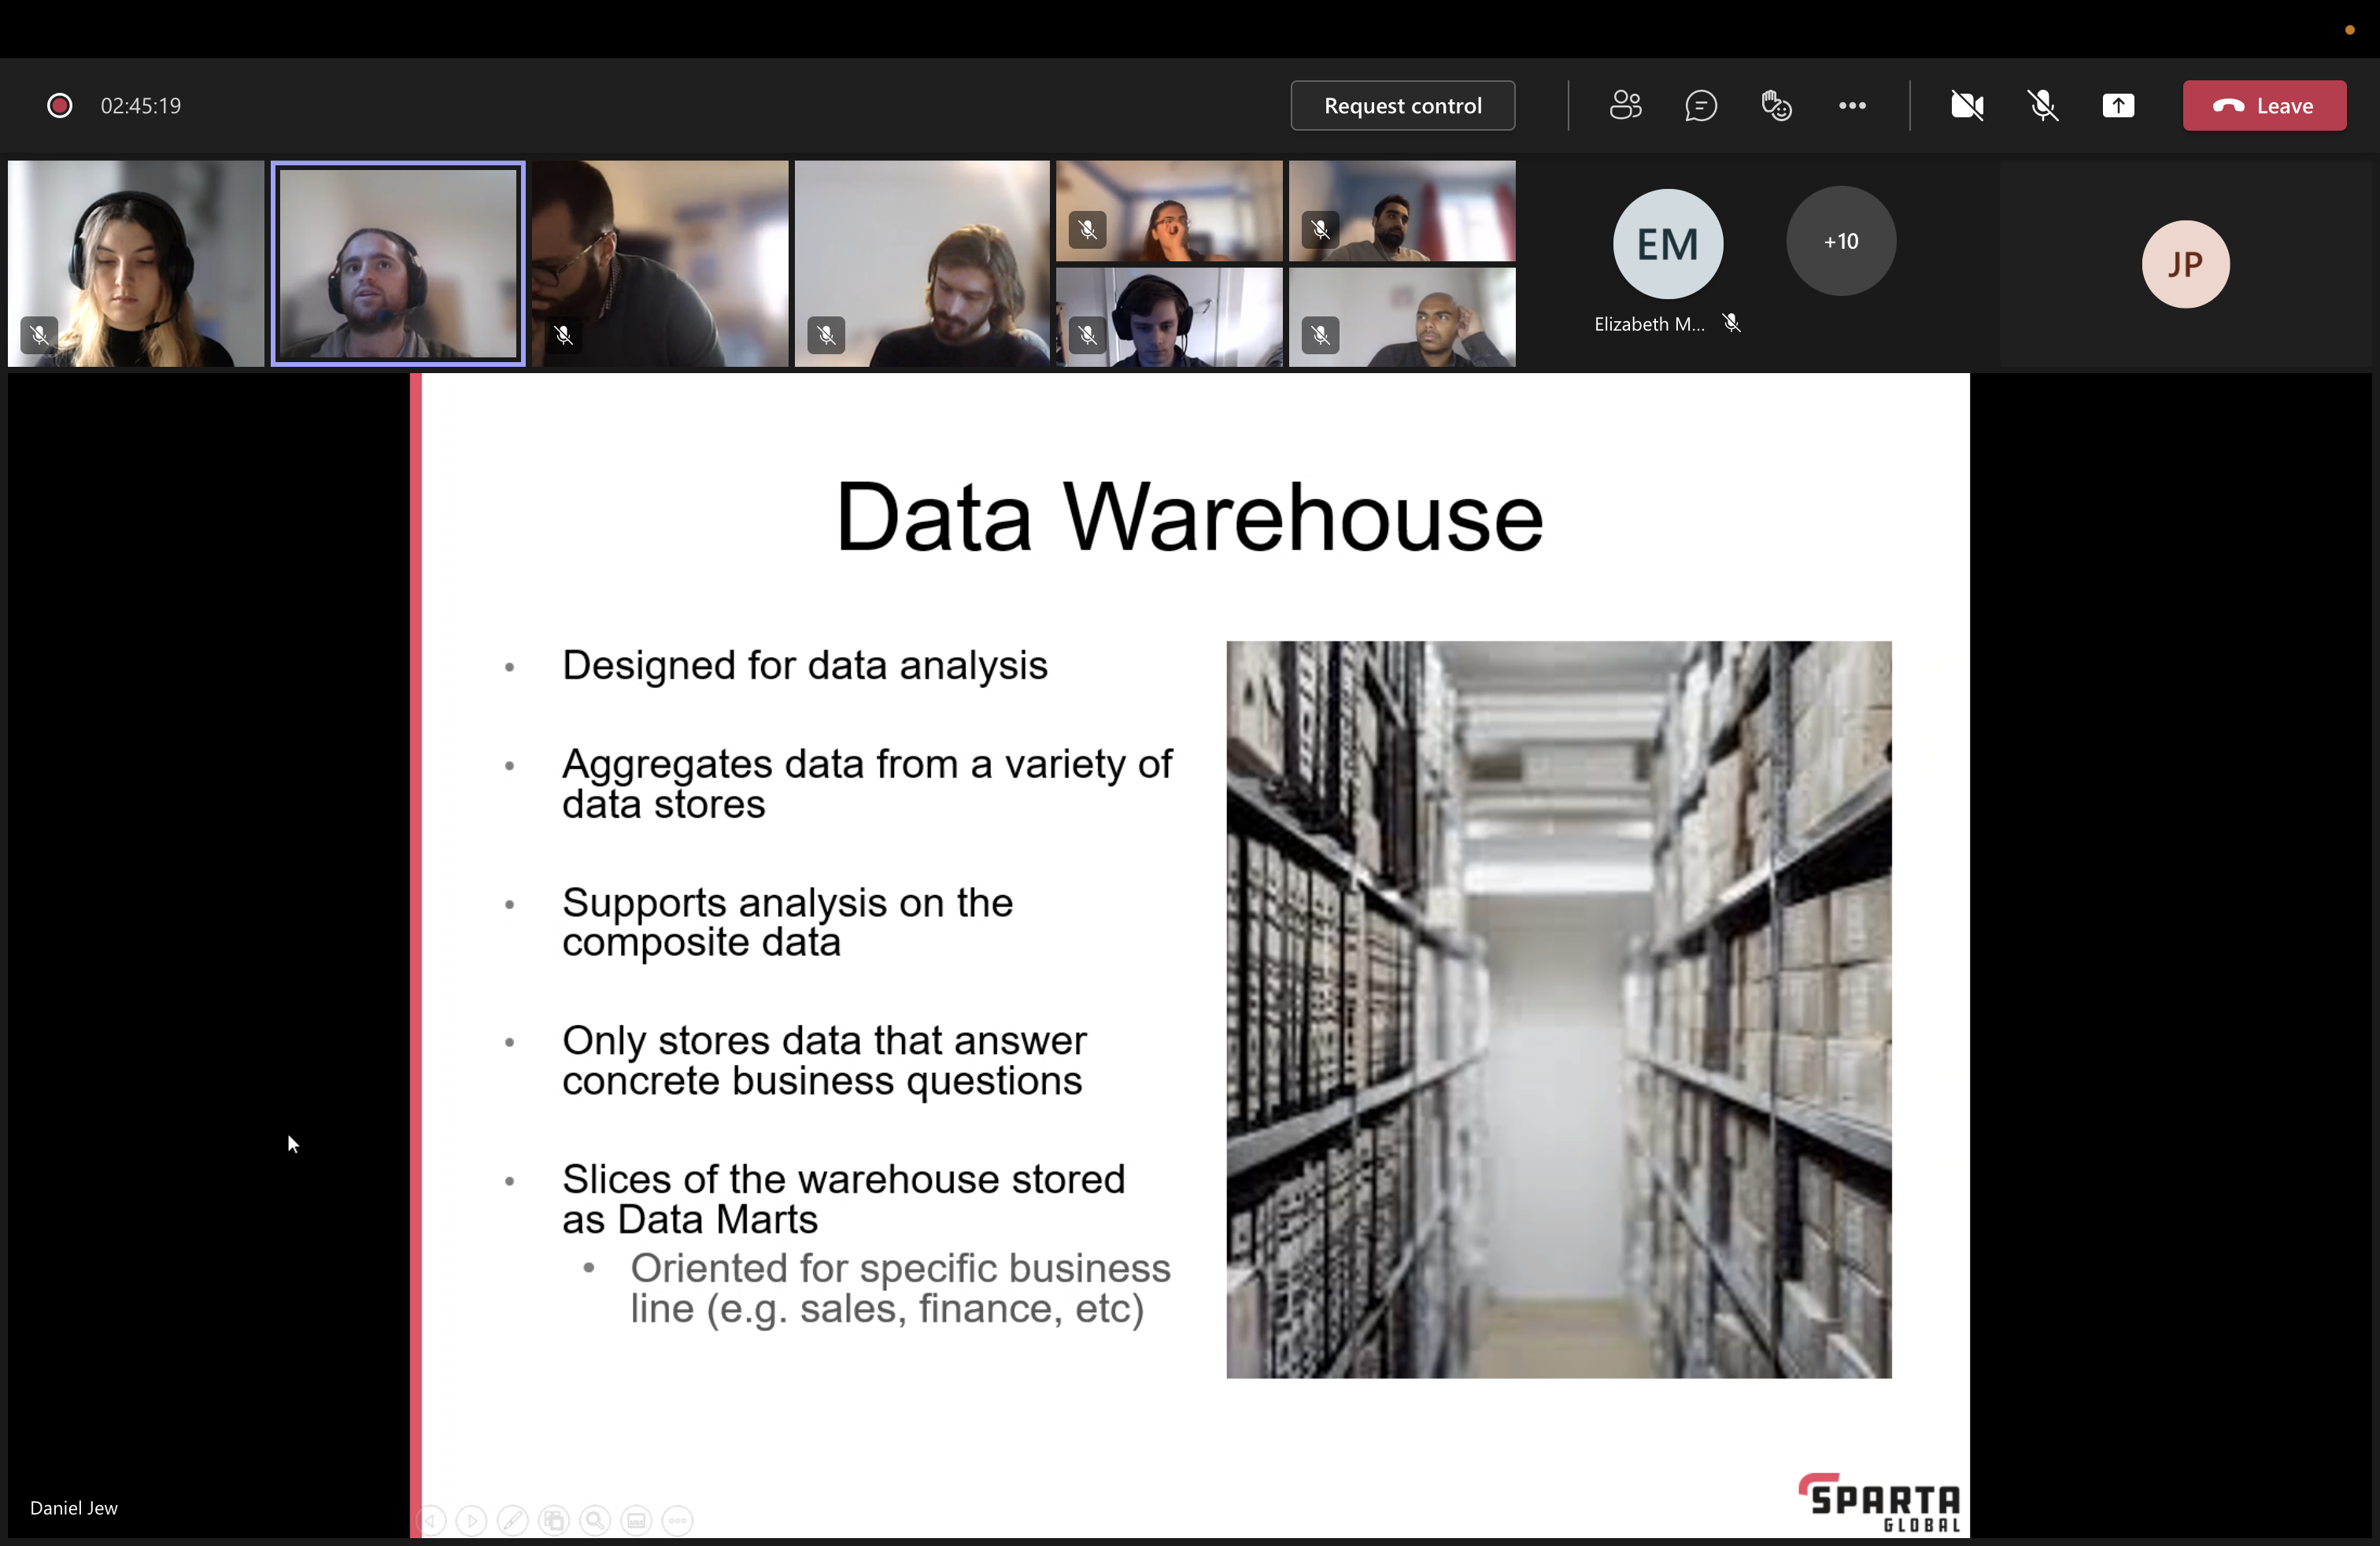 02:45:19
Request control
Leave
EM
+10
JP
Elizabeth M...
Data Warehouse
• Designed for data analysis
• Aggregates data from a variety of
data stores
• Supports analysis on the
composite data
• Only stores data that answer
concrete business questions
• Slices of the warehouse stored
as Data Marts
• Oriented for specific business
line (e.g. sales, finance, etc)
Daniel Jew
SPARTA
GLOBAL